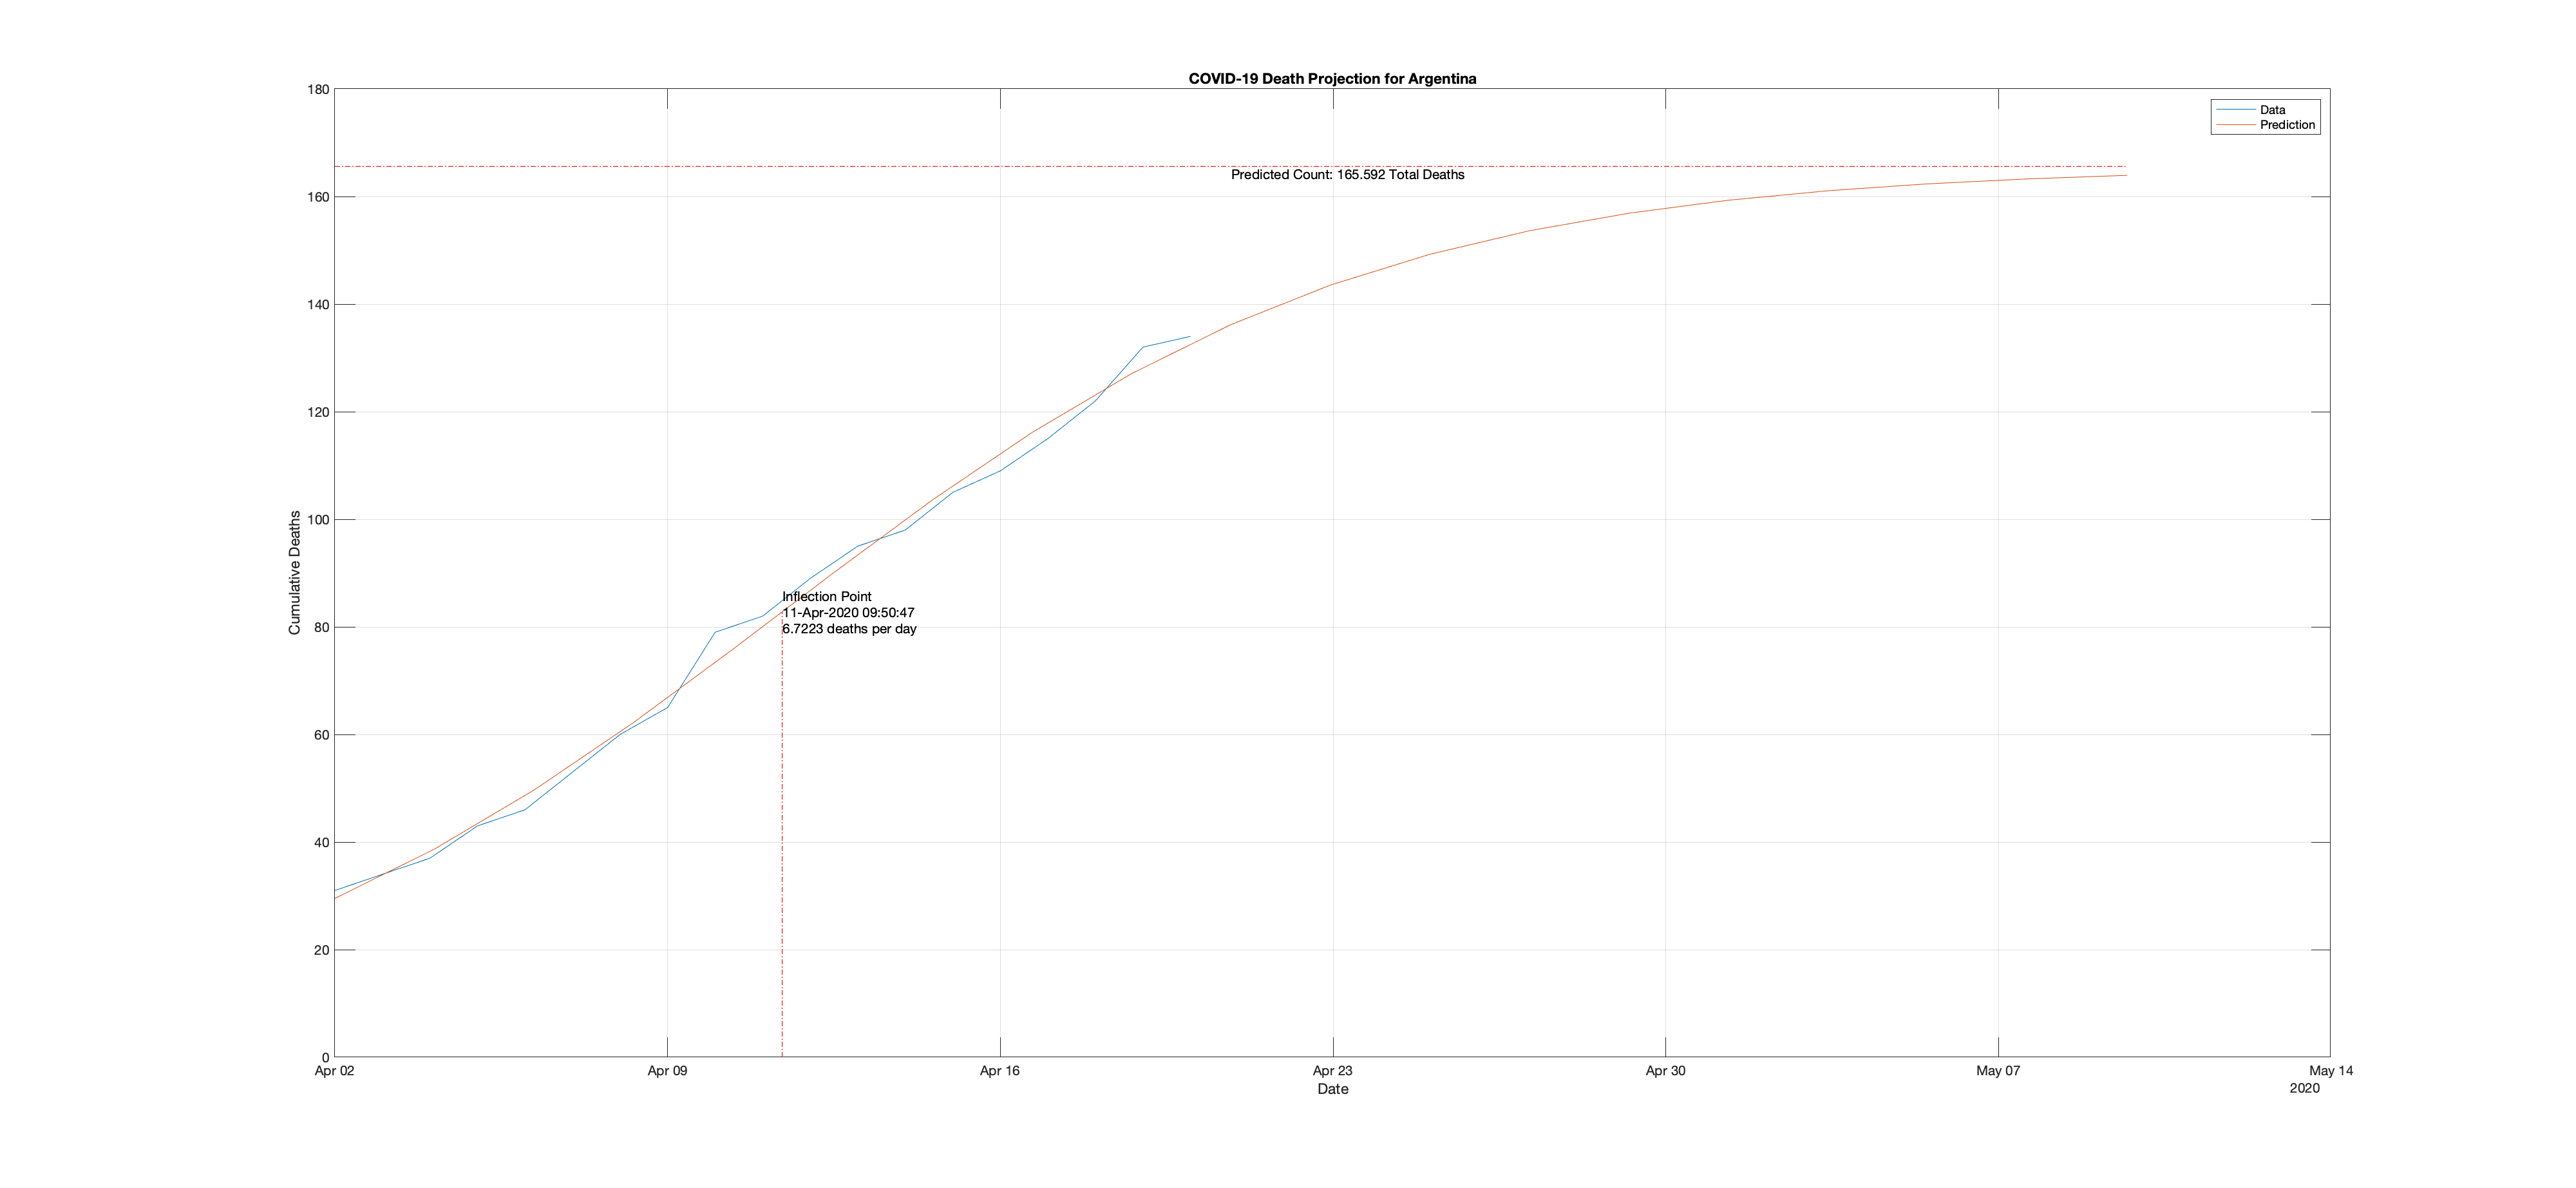 COVID-19 Death Projection for Argentina
180
Data
Prediction
Predicted Count: 165.592 Total Deaths
160
140
120
100
Cumulative Deaths
Inflection Point
11-Apr-2020 09:50:47
6.7223 deaths per day
80
60
40
20
0
Apr 02
Apr 09
Apr 16
Apr 23
Apr 30
May 07
May 14
Date
2020